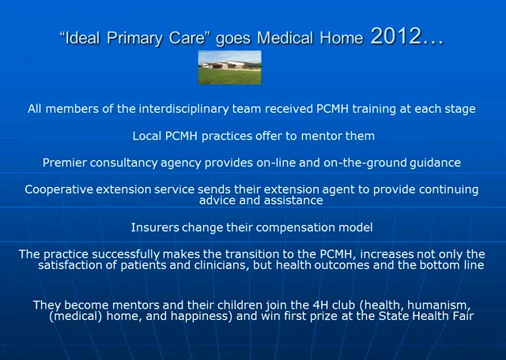 “Ideal Primary Care” goes Medical Home 2012…
All members of the interdisciplinary team received PCMH training at each stage
Local PCMH practices offer to mentor them
Premier consultancy agency provides on-line and on-the-ground guidance
Cooperative extension service sends their extension agent to provide continuing
advice and assistance
Insurers change their compensation model
The practice successfully makes the transition to the PCMH, increases not only the
satisfaction of patients and clinicians, but health outcomes and the bottom line
They become mentors and their children join the 4H club (health, humanism,
(medical) home, and happiness) and win first prize at the State Health Fair